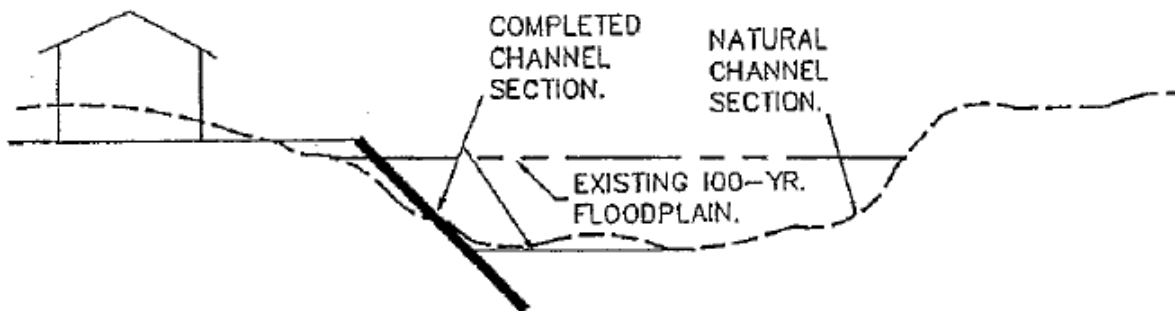 COMPLETED
CHANNEL
SECTION.
NATURAL
CHANNEL
SECTION.
EXISTING 100-YR.
FLOODPLAIN.